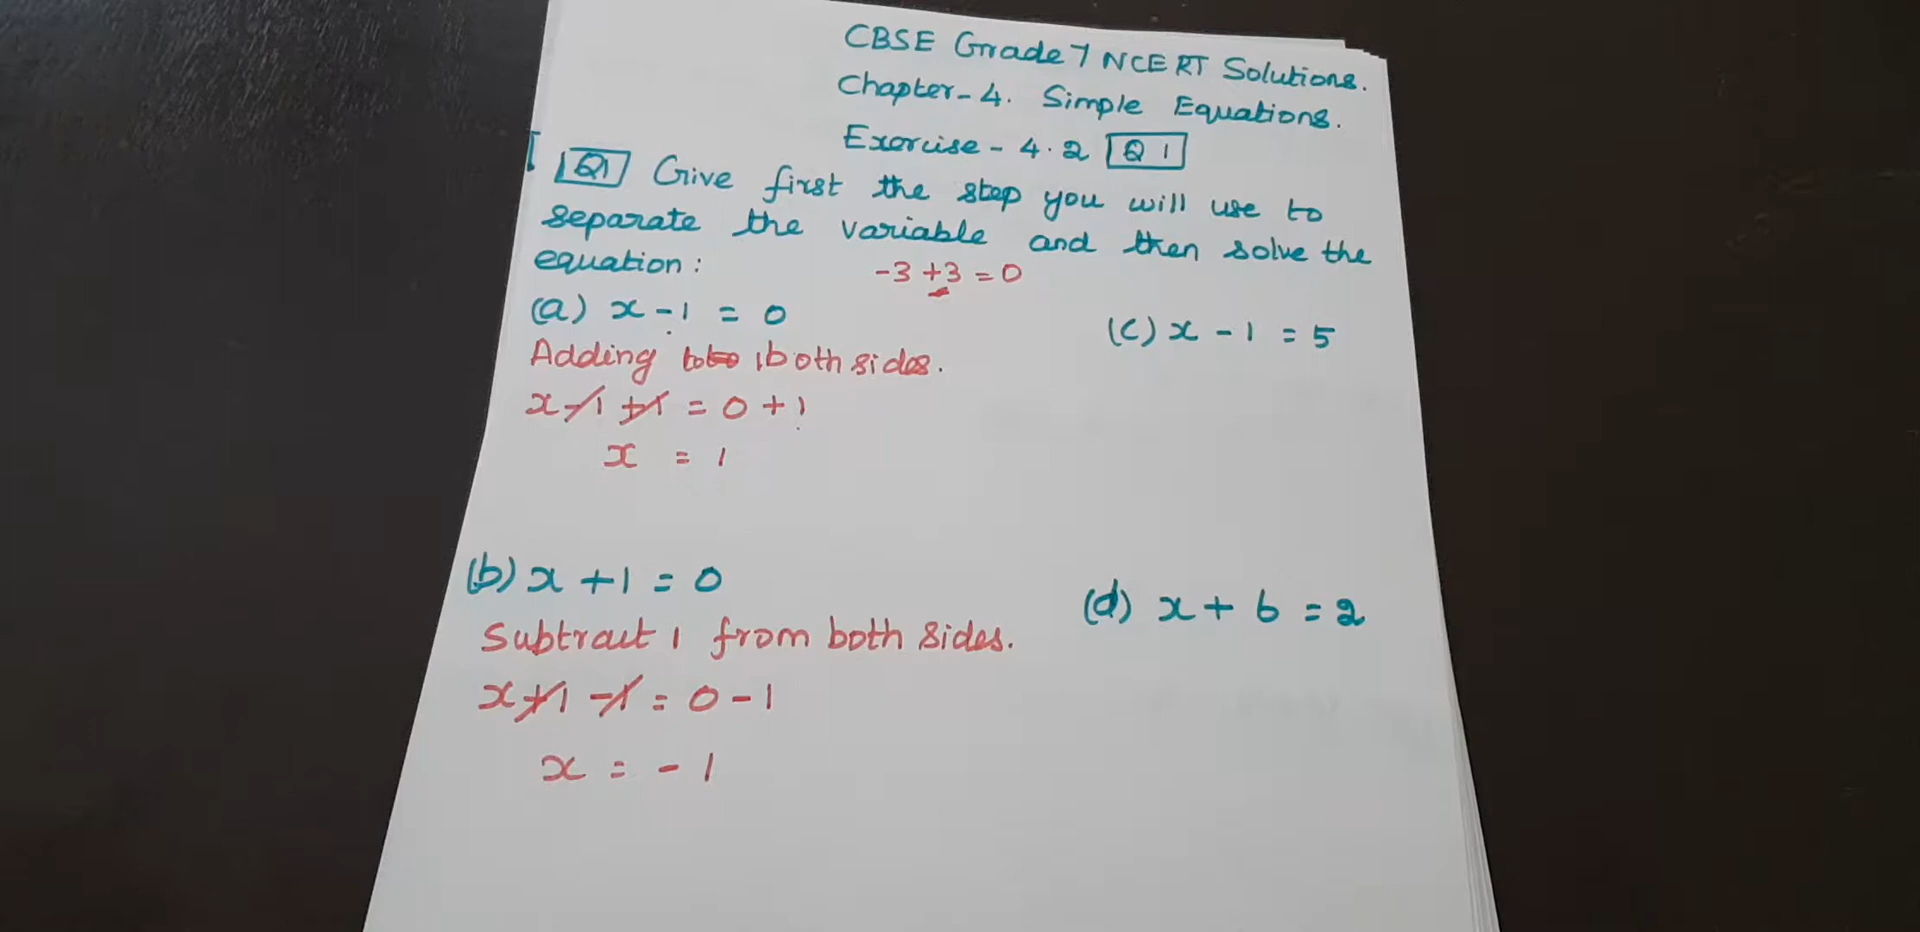 CBSE Grade 7 NCERT Solutions.
Chapter-4. Simple Equations.
Exercise - 4.2 Q1
Q1 Give first the step you will use to
separate the variable and then solve the
equation:
-3 +3 = 0
(a) x - 1 = 0
Adding 1 both sides.
x - 1 + 1 = 0 + 1
x = 1
(b) x + 1 = 0
Subtract 1 from both sides.
x + 1 - 1 = 0 - 1
x = - 1
(c) x - 1 = 5
(d) x + 6 = 2